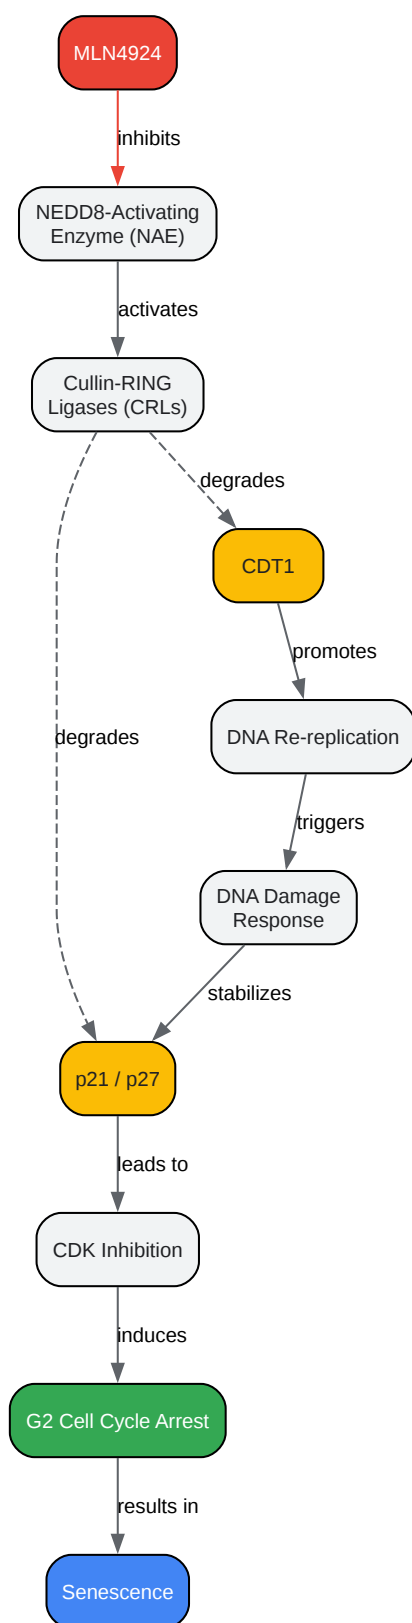 MLN4924
inhibits
NEDD8-Activating
Enzyme (NAE)
activates
Cullin-RING
Ligases (CRLs)
degrades
CDT1
promotes
DNA Re-replication
degrades
triggers
DNA Damage
Response
stabilizes
p21 / p27
leads to
CDK Inhibition
induces
G2 Cell Cycle Arrest
results in
Senescence